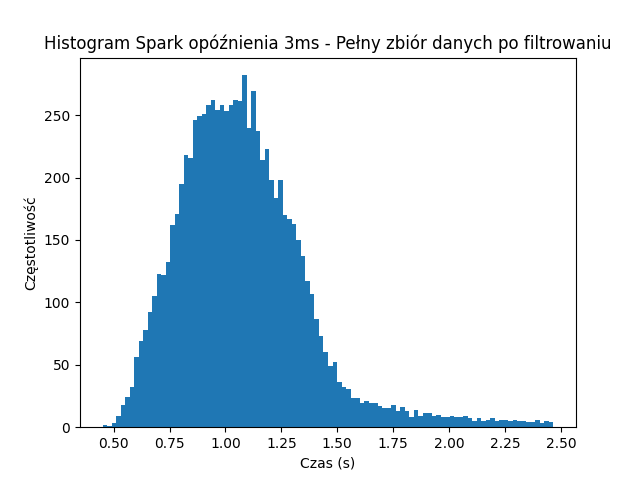 Histogram Spark opóźnienia 3ms - Pełny zbiór danych po filtrowaniu
Częstotliwość
250
200
150
100
50
0
0.50 0.75 1.00 1.25 1.50 1.75 2.00 2.25 2.50
Czas (s)